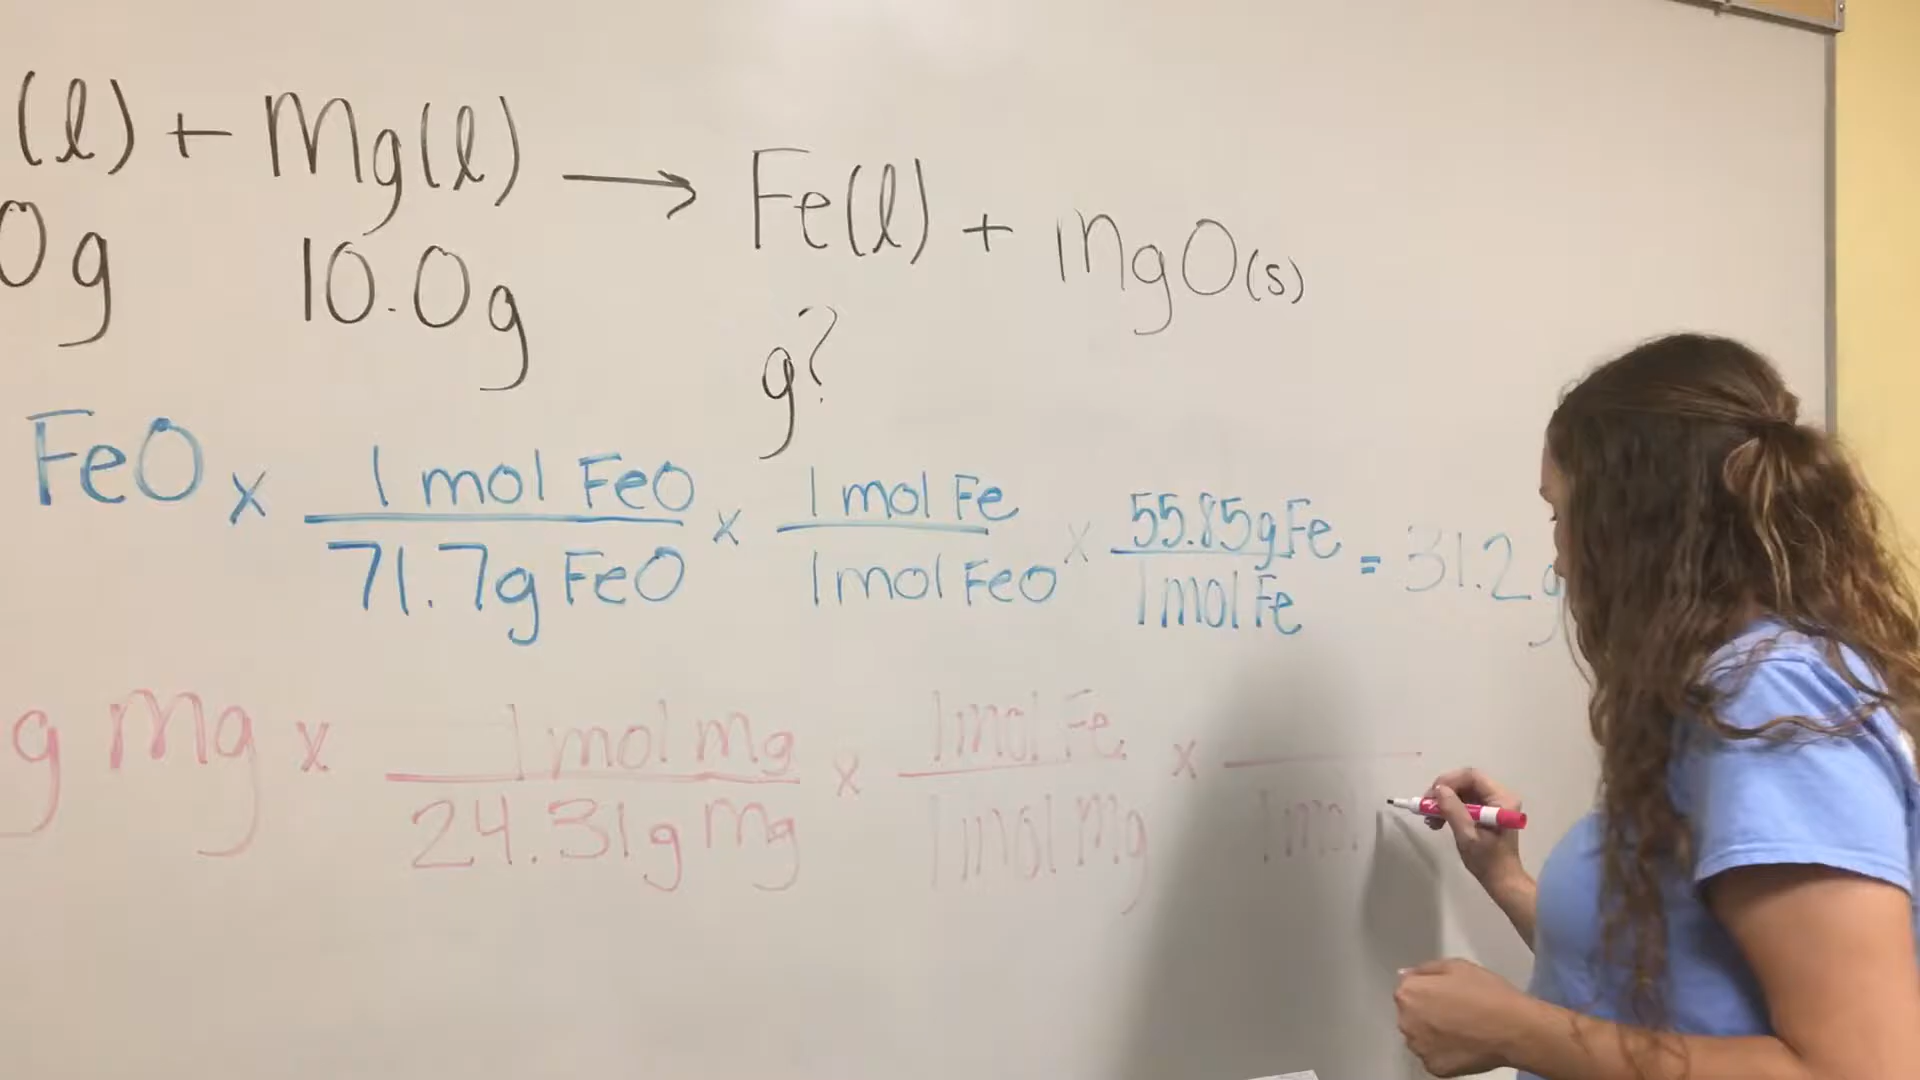 (l) + Mg(l) → Fe(l) + MgO(s)
0g 10.0g g?
FeO x 1 mol FeO / 71.7g FeO x 1 mol Fe / 1 mol FeO x 55.85g Fe / 1 mol Fe = 31.2 g
g Mg x 1 mol Mg / 24.31g Mg x 1 mol Fe / 1 mol Mg x / 1 mol